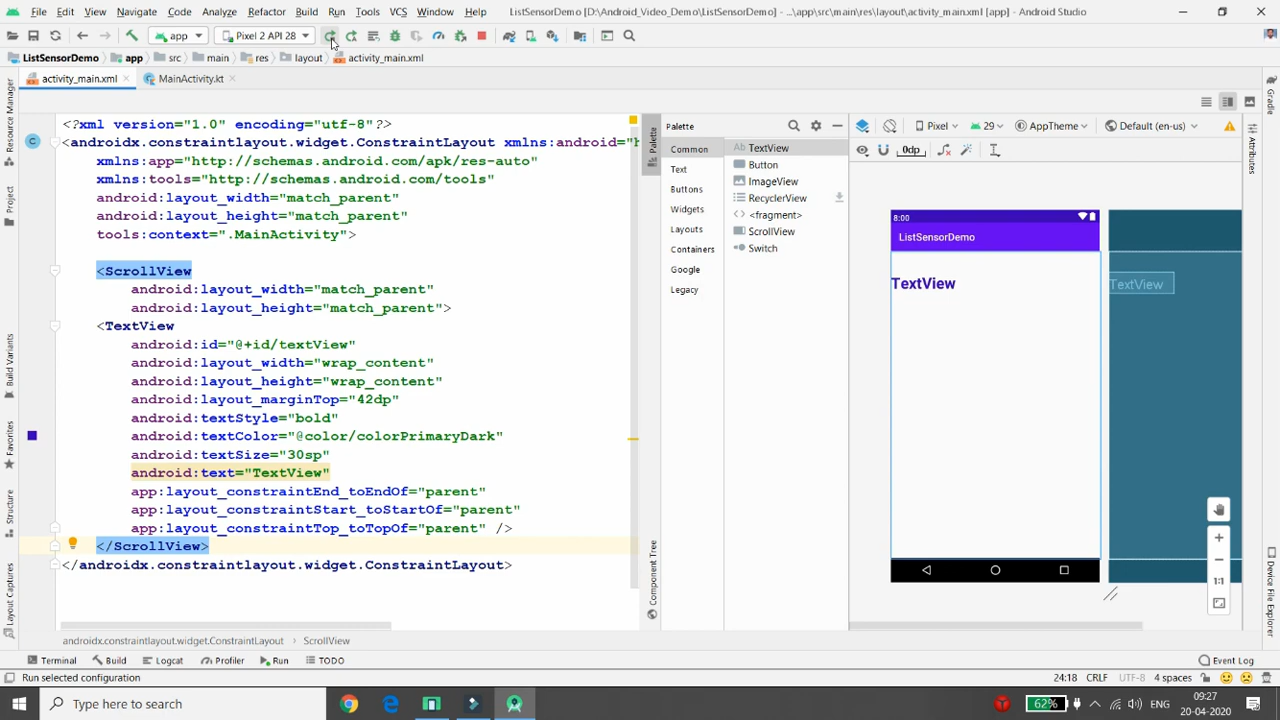 File Edit View Navigate Code Analyze Refactor Build Run Tools VCS Window Help ListSensorDemo [D:\Android_Video_Demo\ListSensorDemo] - ...\app\src\main\res\layout\activity_main.xml [app] - Android Studio
app Pixel 2 API 28
ListSensorDemo app src main res layout activity_main.xml
activity_main.xml MainActivity.kt
Resource Manager
Project
Build Variants
Favorites
Structure
Layout Captures
<?xml version="1.0" encoding="utf-8"?>
<androidx.constraintlayout.widget.ConstraintLayout xmlns:android="h
xmlns:app="http://schemas.android.com/apk/res-auto"
xmlns:tools="http://schemas.android.com/tools"
android:layout_width="match_parent"
android:layout_height="match_parent"
tools:context=".MainActivity">
<ScrollView
android:layout_width="match_parent"
android:layout_height="match_parent">
<TextView
android:id="@+id/textView"
android:layout_width="wrap_content"
android:layout_height="wrap_content"
android:layout_marginTop="42dp"
android:textStyle="bold"
android:textColor="@color/colorPrimaryDark"
android:textSize="30sp"
android:text="TextView"
app:layout_constraintEnd_toEndOf="parent"
app:layout_constraintStart_toStartOf="parent"
app:layout_constraintTop_toTopOf="parent" />
</ScrollView>
</androidx.constraintlayout.widget.ConstraintLayout>
androidx.constraintlayout.widget.ConstraintLayout › ScrollView
Palette
Component Tree
Palette
Common
Text
Buttons
Widgets
Layouts
Containers
Google
Legacy
Ab TextView
Button
ImageView
RecyclerView
<fragment>
ScrollView
Switch
Pixel 29 AppTheme Default (en-us)
0dp
8:00
ListSensorDemo
TextView
TextView
1:1
Gradle
Attributes
Device File Explorer
Terminal Build Logcat Profiler Run TODO Event Log
Run selected configuration 24:18 CRLF UTF-8 4 spaces
Type here to search 62% ENG 09:27
20-04-2020